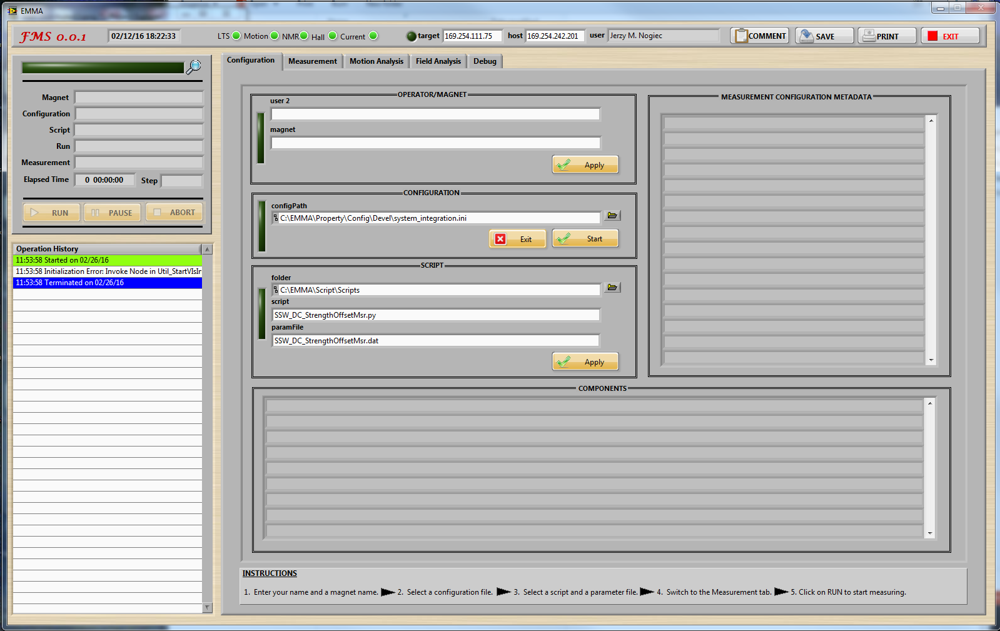 EMMA
FMS 0.0.1
02/12/16 18:22:33
LTS Motion NMR Hall Current
target 169.254.111.75 host 169.254.242.201 user Jerzy M. Nogiec
COMMENT SAVE PRINT EXIT
Configuration Measurement Motion Analysis Field Analysis Debug
Magnet
Configuration
Script
Run
Measurement
Elapsed Time 0 00:00:00 Step
RUN PAUSE ABORT
Operation History
11:53:58 Started on 02/26/16
11:53:58 Initialization Error: Invoke Node in Util_StartVIsIn
11:53:58 Terminated on 02/26/16
OPERATOR/MAGNET
user 2
magnet
Apply
CONFIGURATION
configPath
C:\EMMA\Property\Config\Devel\system_integration.ini
Exit Start
SCRIPT
folder
C:\EMMA\Script\Scripts
script
SSW_DC_StrengthOffsetMsr.py
paramFile
SSW_DC_StrengthOffsetMsr.dat
Apply
MEASUREMENT CONFIGURATION METADATA
COMPONENTS
INSTRUCTIONS
1. Enter your name and a magnet name. 2. Select a configuration file. 3. Select a script and a parameter file. 4. Switch to the Measurement tab. 5. Click on RUN to start measuring.